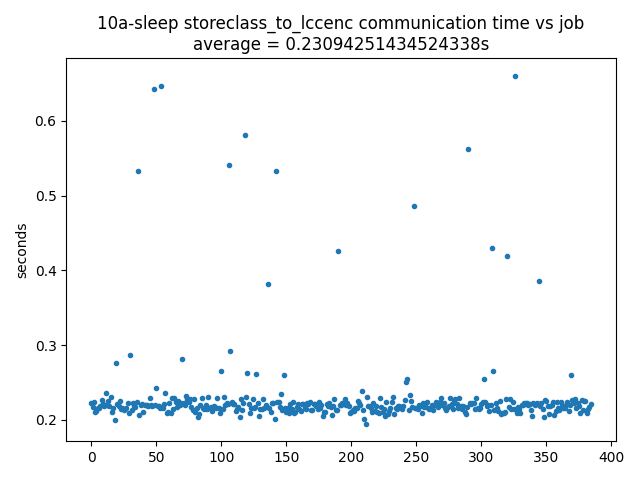 10a-sleep storeclass_to_lccenc communication time vs job
average = 0.23094251434524338s
seconds
0.6
0.5
0.4
0.3
0.2
0 50 100 150 200 250 300 350 400